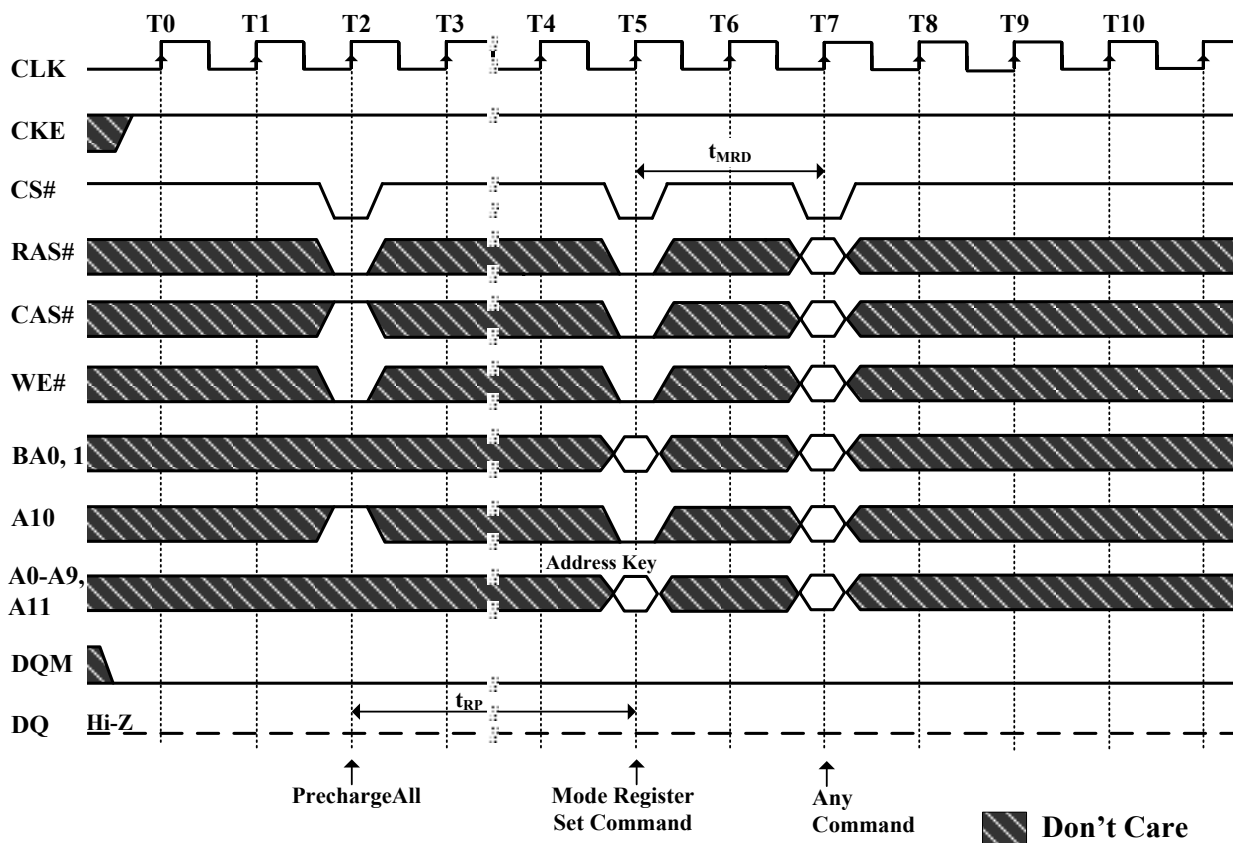 T0 T1 T2 T3 T4 T5 T6 T7 T8 T9 T10
CLK
CKE
tMRD
CS#
RAS#
CAS#
WE#
BA0, 1
A10
Address Key
A0-A9,
A11
DQM
tRP
DQ Hi-Z
PrechargeAll
Mode Register
Set Command
Any
Command
Don't Care